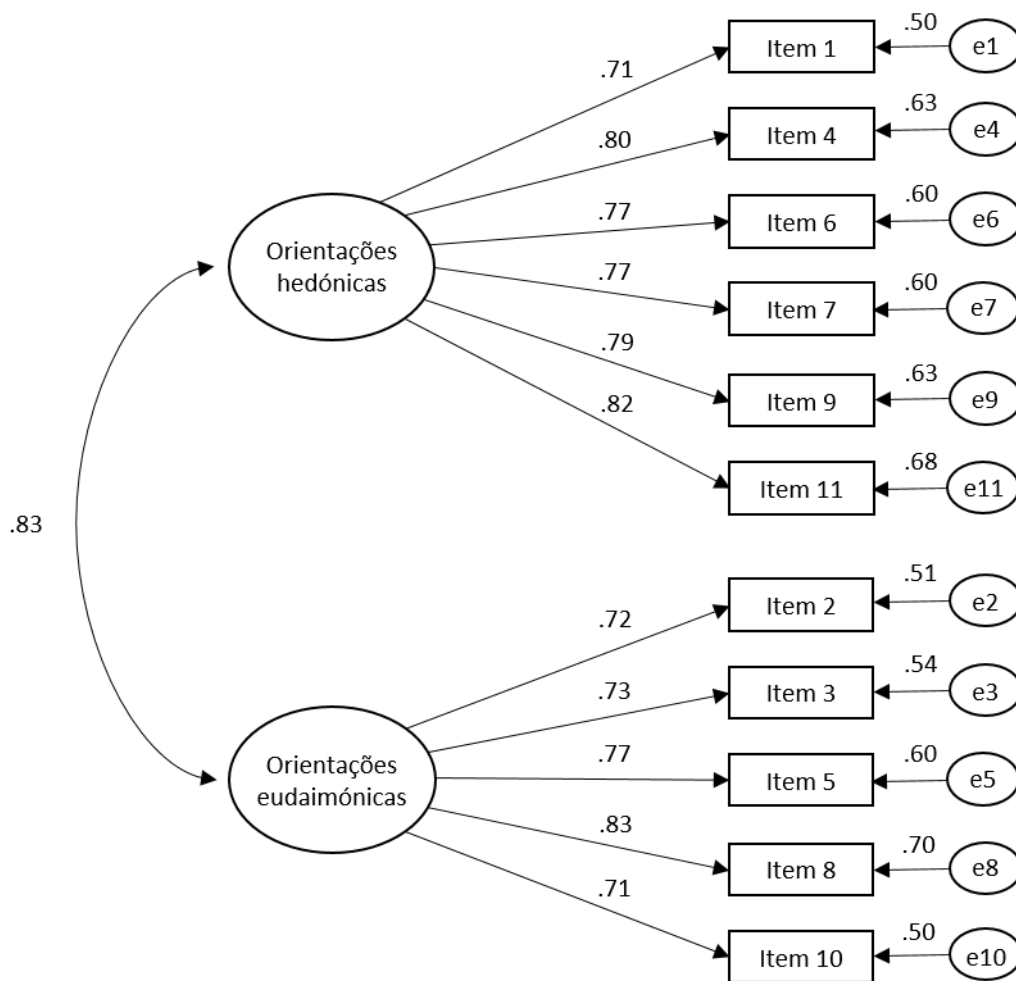 .50
Item 1
e1
.71
.63
Item 4
e4
.80
.60
Item 6
e6
.77
Orientações
hedónicas
.60
Item 7
e7
.77
.63
Item 9
e9
.79
.68
Item 11
e11
.82
.83
.51
Item 2
e2
.72
.54
Item 3
e3
.73
.60
Item 5
e5
.77
Orientações
eudaimónicas
.70
Item 8
e8
.83
.50
Item 10
e10
.71